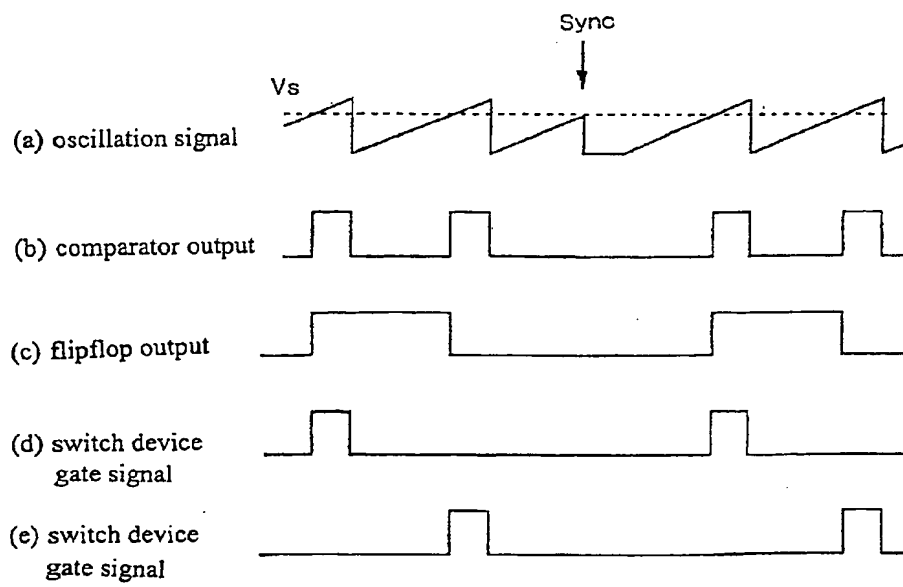 Sync
Vs
(a) oscillation signal
(b) comparator output
(c) flipflop output
(d) switch device
gate signal
(e) switch device
gate signal